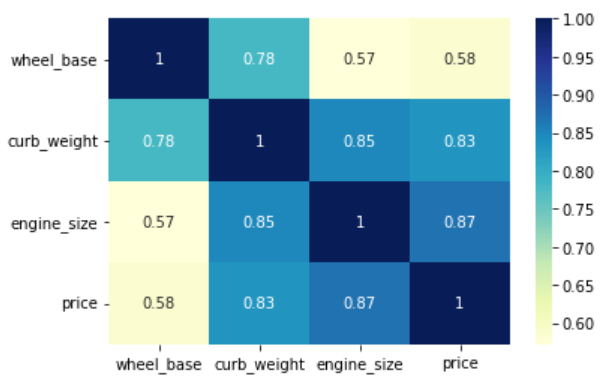 1.00
wheel_base 1 0.78 0.57 0.58
0.95
0.90
curb_weight 0.78 1 0.85 0.83
0.85
0.80
0.75
engine_size 0.57 0.85 1 0.87
0.70
0.65
price 0.58 0.83 0.87 1
0.60
wheel_base curb_weight engine_size price